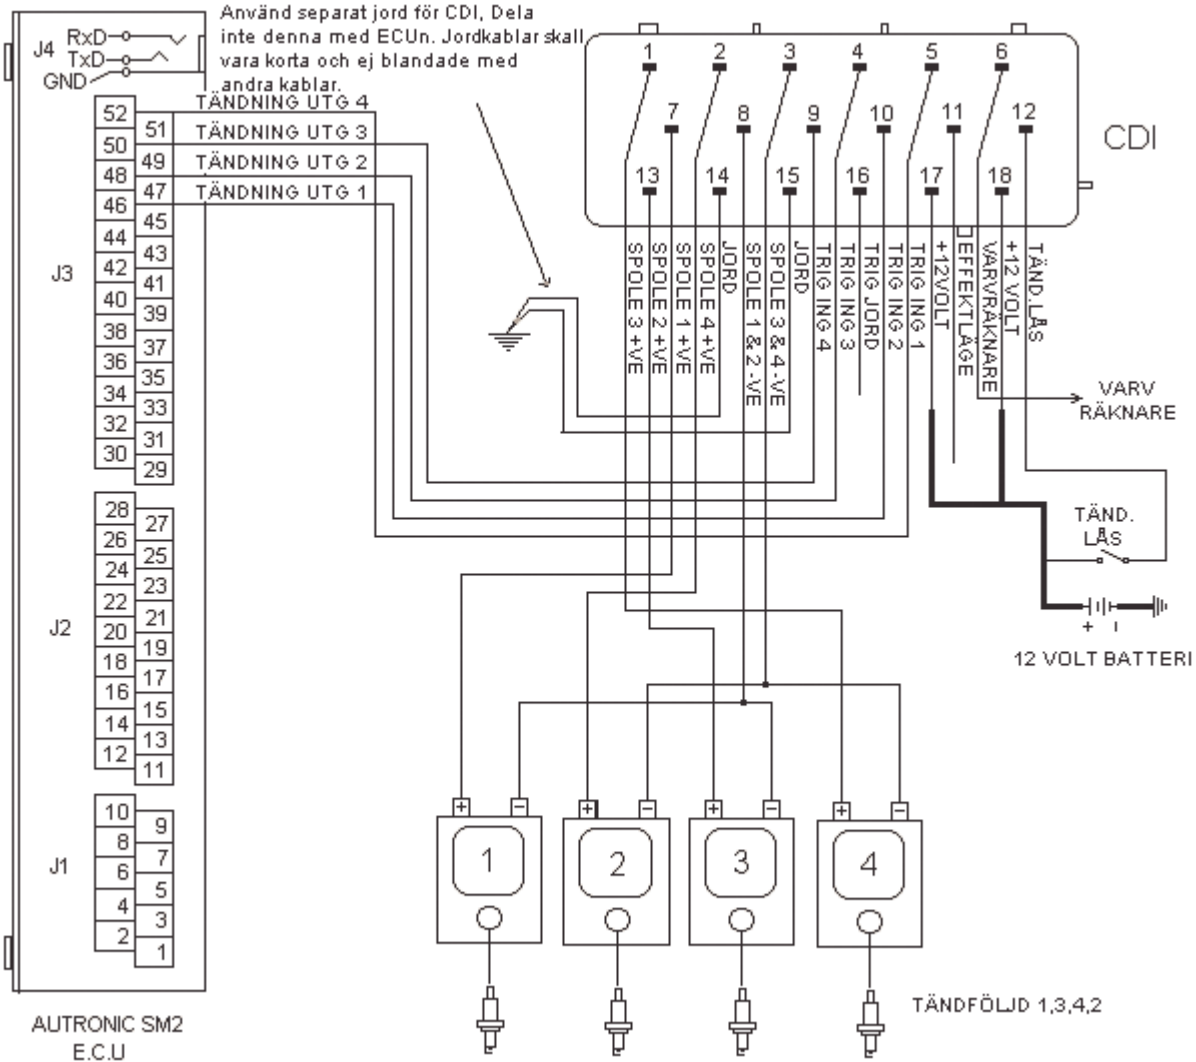 Använd separat jord för CDI, Dela
inte denna med ECUn. Jordkablar skall
vara korta och ej blandade med
andra kablar.
J4
RxD
TxD
GND
TÄNDNING UTG 4
TÄNDNING UTG 3
TÄNDNING UTG 2
TÄNDNING UTG 1
J3
52
51
50
49
48
47
46
45
44
43
42
41
40
39
38
37
36
35
34
33
32
31
30
29
J2
28
27
26
25
24
23
22
21
20
19
18
17
16
15
14
13
12
11
J1
10
9
8
7
6
5
4
3
2
1
AUTRONIC SM2
E.C.U
1 2 3 4 5 6
7 8 9 10 11 12
13 14 15 16 17 18
CDI
SPOLE 3 +VE
SPOLE 2 +VE
SPOLE 1 +VE
SPOLE 4 +VE
JORD
SPOLE 1 & 2 -VE
SPOLE 3 & 4 -VE
JORD
TRIG ING 4
TRIG ING 3
TRIG JORD
TRIG ING 2
TRIG ING 1
+12VOLT
EFFEKTLÄGE
VARVRÄKNARE
+12 VOLT
TÄND.LÅS
VARV
RÄKNARE
TÄND.
LÅS
+ -
12 VOLT BATTERI
+ - + - + - + -
1 2 3 4
TÄNDFÖLJD 1,3,4,2